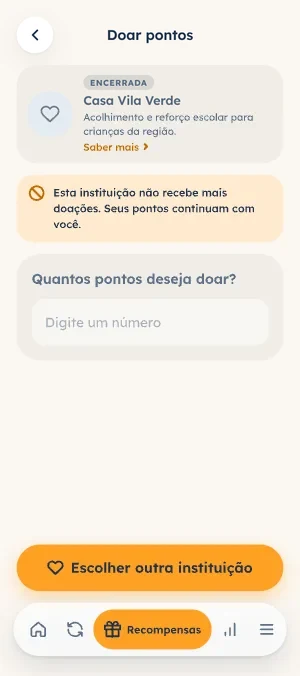 Doar pontos
ENCERRADA
Casa Vila Verde
Acolhimento e reforço escolar para
crianças da região.
Saber mais
Esta instituição não recebe mais
doações. Seus pontos continuam com
você.
Quantos pontos deseja doar?
Digite um número
Escolher outra instituição
Recompensas